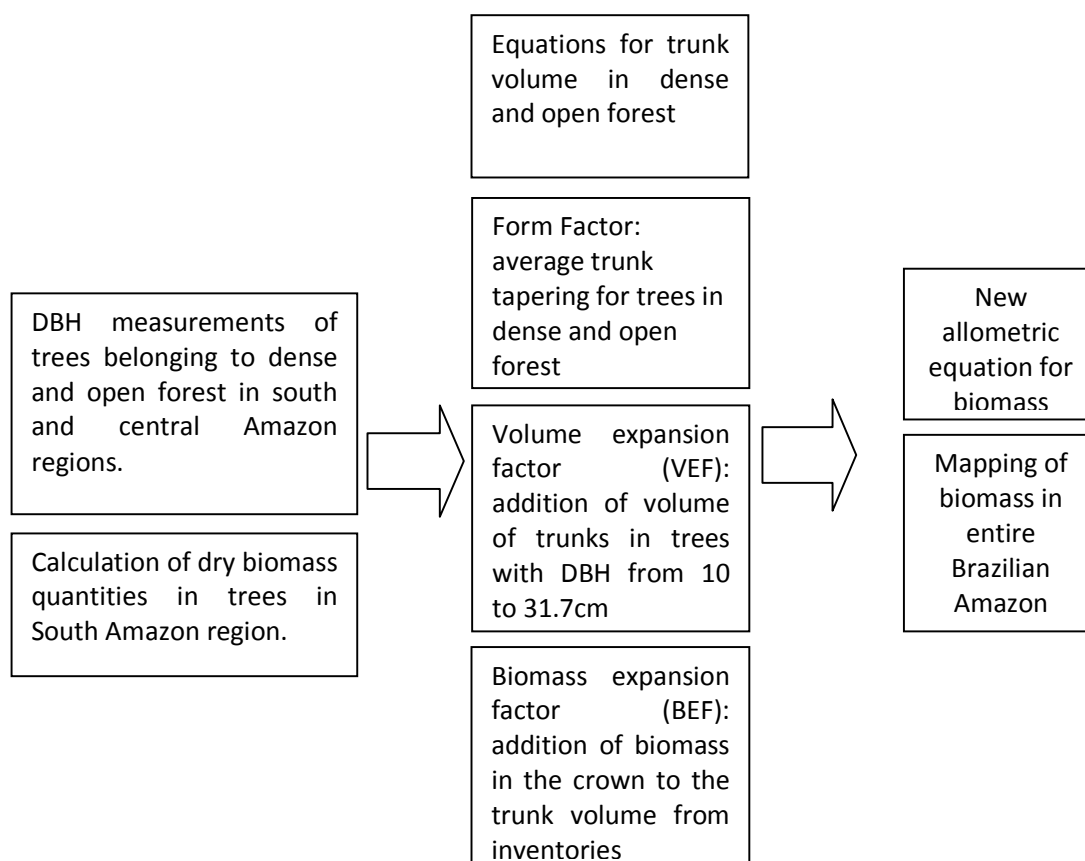 DBH measurements of
trees belonging to dense
and open forest in south
and central Amazon
regions.
Calculation of dry biomass
quantities in trees in
South Amazon region.
Equations for trunk
volume in dense
and open forest
Form Factor:
average trunk
tapering for trees in
dense and open
forest
Volume expansion
factor (VEF):
addition of volume
of trunks in trees
with DBH from 10
to 31.7cm
Biomass expansion
factor (BEF):
addition of biomass
in the crown to the
trunk volume from
inventories
New
allometric
equation for
biomass
Mapping of
biomass in
entire
Brazilian
Amazon